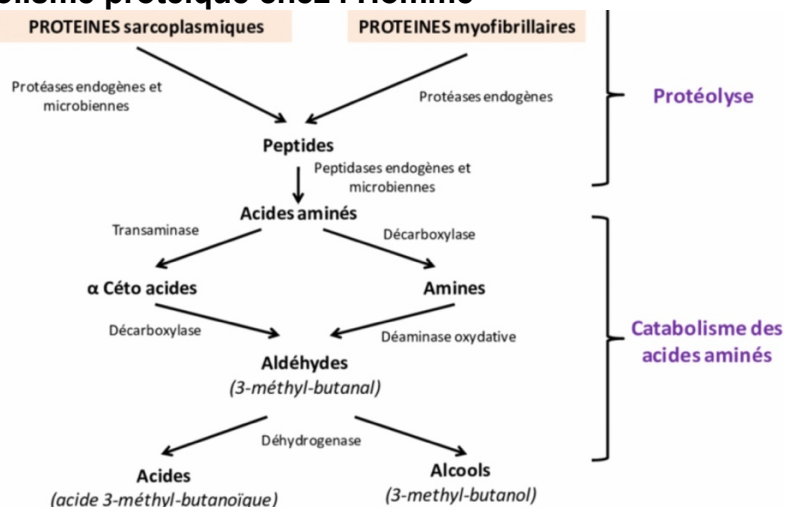 PROTEINES sarcoplasmiques
PROTEINES myofibrillaires
Protéases endogènes et
microbiennes
Protéases endogènes
Protéolyse
Peptides
Peptidases endogènes et
microbiennes
Acides aminés
Transaminase
Décarboxylase
α Céto acides
Amines
Décarboxylase
Déaminase oxydative
Catabolisme des
acides aminés
Aldéhydes
(3-méthyl-butanal)
Déhydrogenase
Acides
(acide 3-méthyl-butanoïque)
Alcools
(3-methyl-butanol)